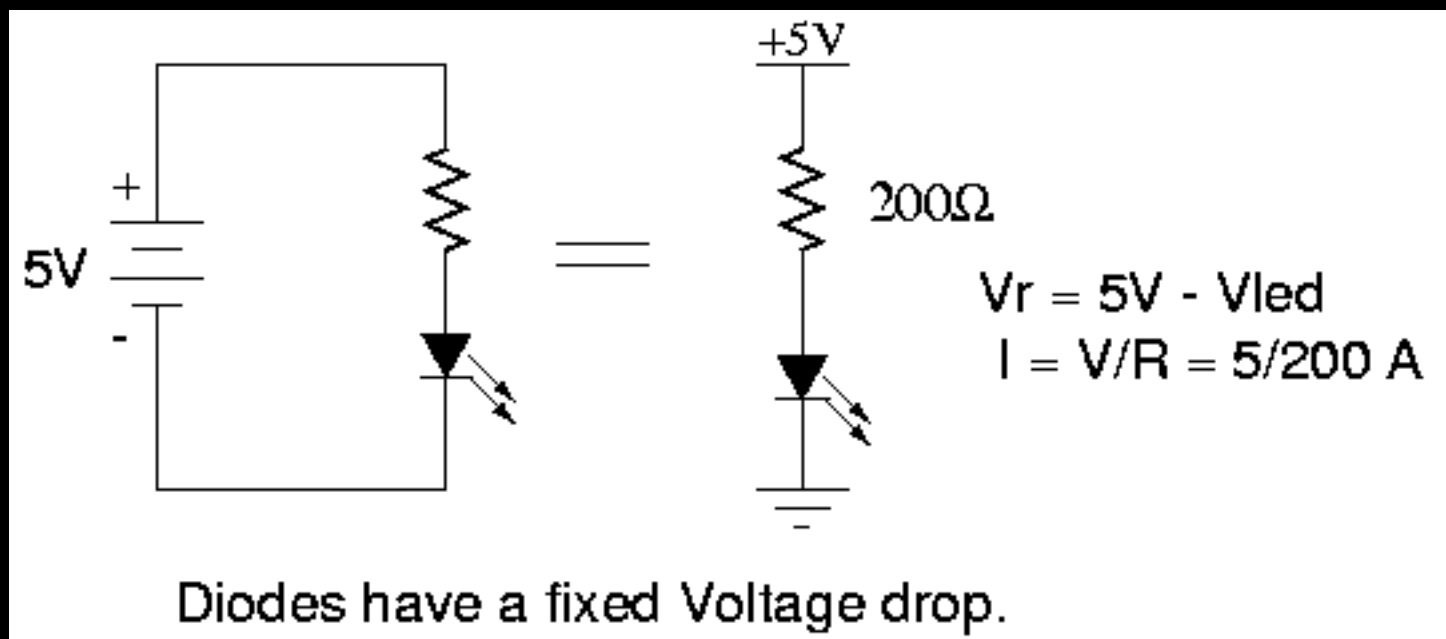 +5V
+
5V
-
200Ω
Vr = 5V - Vled
I = V/R = 5/200 A
Diodes have a fixed Voltage drop.